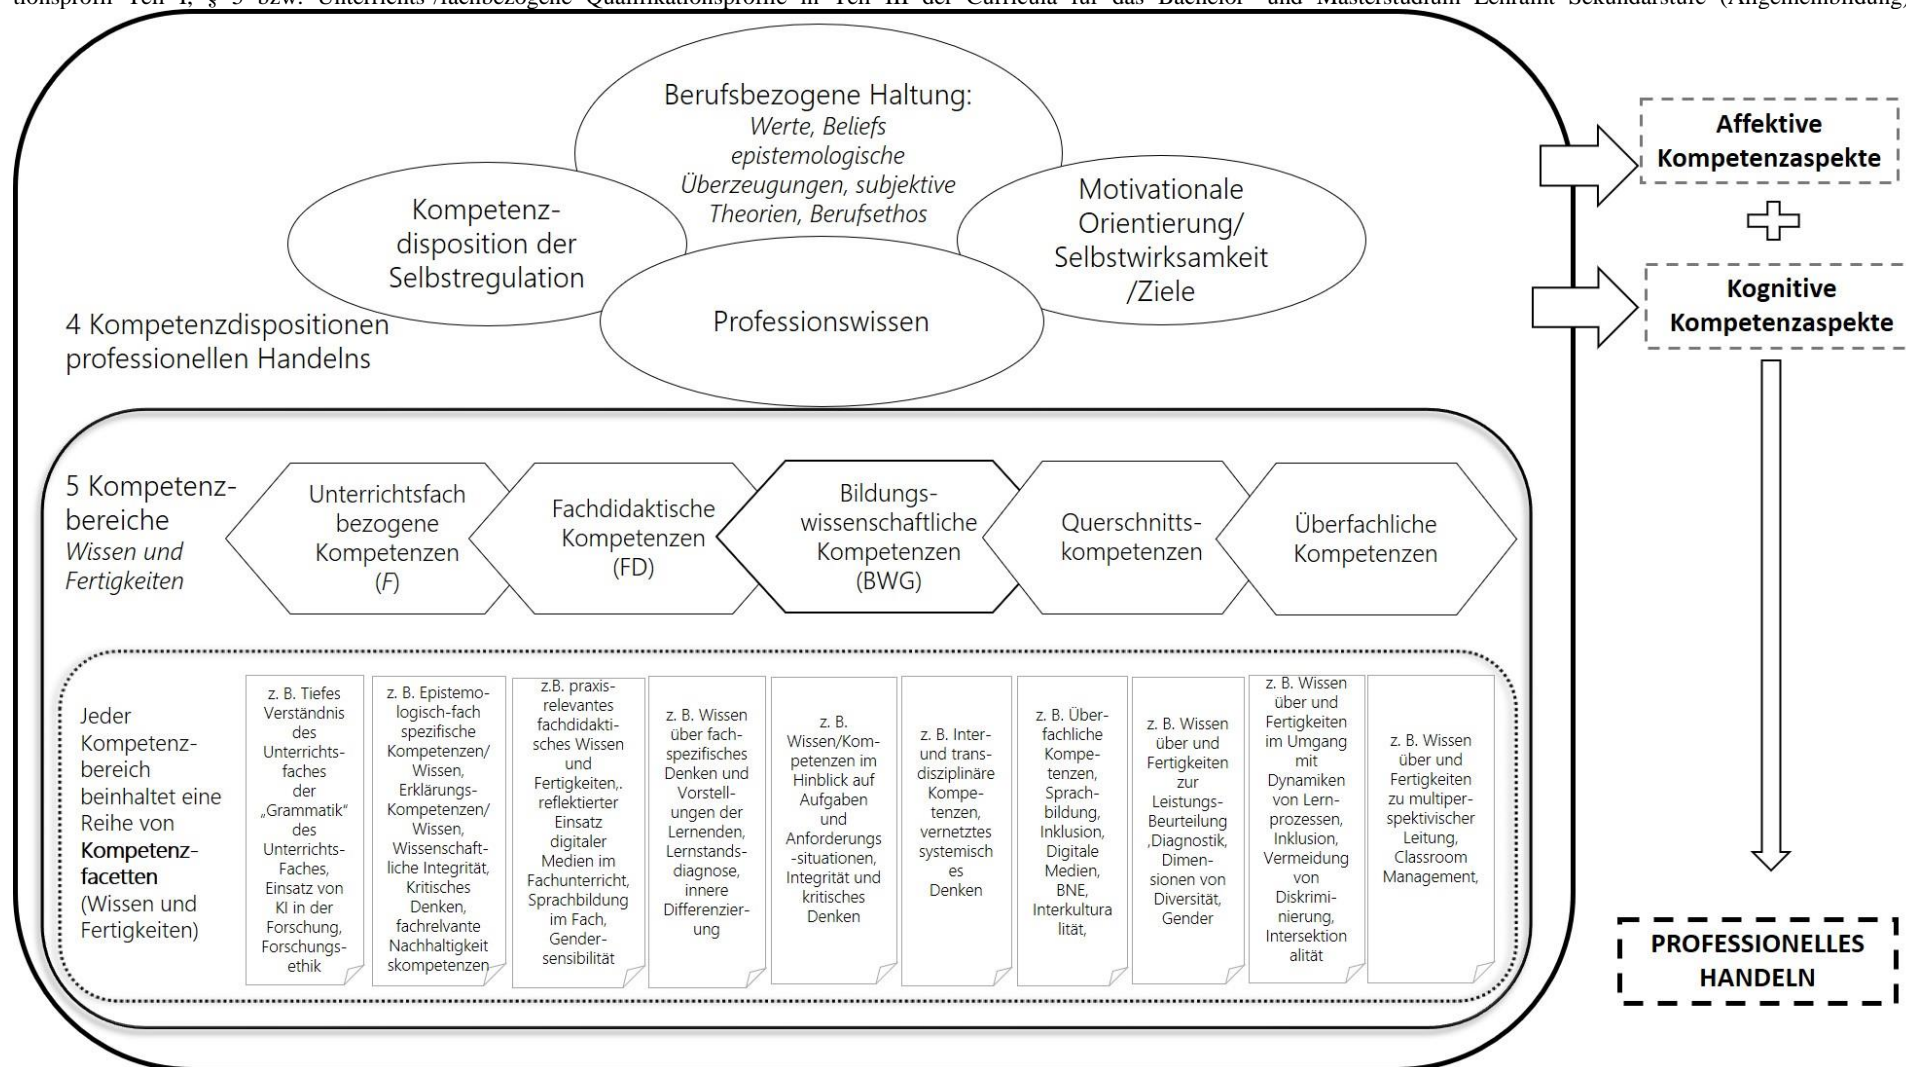 tionsprofil Teil I, § 3 bzw. Unterrichts-/fachbezogene Qualifikationsprofile in Teil III der Curricula für das Bachelor- und Masterstudium Lehramt Sekundarstufe (Allgemeinbildung)
Berufsbezogene Haltung:
Werte, Beliefs
epistemologische
Überzeugungen, subjektive
Theorien, Berufsethos
Kompetenz-
disposition der
Selbstregulation
Motivationale
Orientierung/
Selbstwirksamkeit
/Ziele
Professionswissen
4 Kompetenzdispositionen
professionellen Handelns
Affektive
Kompetenzaspekte
Kognitive
Kompetenzaspekte
5 Kompetenz-
bereiche
Wissen und
Fertigkeiten
Unterrichtsfach
bezogene
Kompetenzen
(F)
Fachdidaktische
Kompetenzen
(FD)
Bildungs-
wissenschaftliche
Kompetenzen
(BWG)
Querschnitts-
kompetenzen
Überfachliche
Kompetenzen
Jeder
Kompetenz-
bereich
beinhaltet eine
Reihe von
Kompetenz-
facetten
(Wissen und
Fertigkeiten)
z. B. Tiefes
Verständnis
des
Unterrichts-
faches
der
„Grammatik“
des
Unterrichts-
Faches,
Einsatz von
KI in der
Forschung,
Forschungs-
ethik
z. B. Epistemo-
logisch-fach
spezifische
Kompetenzen/
Wissen,
Erklärungs-
Kompetenzen/
Wissen,
Wissenschaft-
liche Integrität,
Kritisches
Denken,
fachrelvante
Nachhaltigkeit
skompetenzen
z.B. praxis-
relevantes
fachdidakti-
sches Wissen
und
Fertigkeiten,.
reflektierter
Einsatz
digitaler
Medien im
Fachunterricht,
Sprachbildung
im Fach,
Gender-
sensibilität
z. B. Wissen
über fach-
spezifisches
Denken und
Vorstell-
ungen der
Lernenden,
Lernstands-
diagnose,
innere
Differenzier-
ung
z. B.
Wissen/Kom-
petenzen im
Hinblick auf
Aufgaben
und
Anforderungs
-situationen,
Integrität und
kritisches
Denken
z. B. Inter-
und trans-
disziplinäre
Kompe-
tenzen,
vernetztes
systemisch
es
Denken
z. B. Über-
fachliche
Kompe-
tenzen,
Sprach-
bildung,
Inklusion,
Digitale
Medien,
BNE,
Interkultura
lität,
z. B. Wissen
über und
Fertigkeiten
zur
Leistungs-
Beurteilung
,Diagnostik,
Dimen-
sionen von
Diversität,
Gender
z. B. Wissen
über und
Fertigkeiten
im Umgang
mit
Dynamiken
von Lern-
prozessen,
Inklusion,
Vermeidung
von
Diskrimi-
nierung,
Intersektion
alität
z. B. Wissen
über und
Fertigkeiten
zu multiper-
spektivischer
Leitung,
Classroom
Management,
PROFESSIONELLES
HANDELN